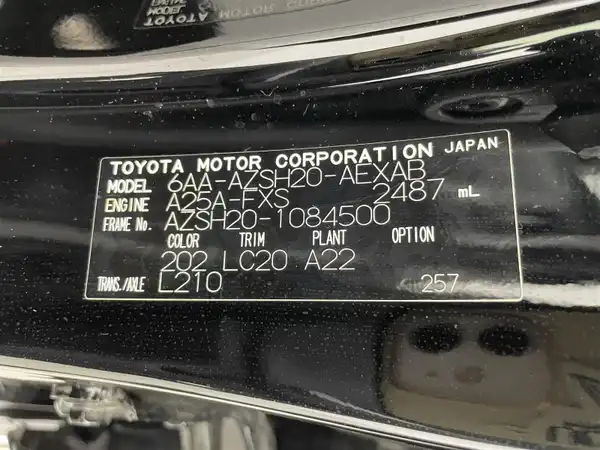 TOYOTA MOTOR CORPORATION JAPAN
MODEL 6AA-AZSH20-AEXAB
ENGINE A25A-FXS 2487 mL
FRAME No. AZSH20-1084500
COLOR TRIM PLANT OPTION
202 LC20 A22
TRANS./AXLE L210 257